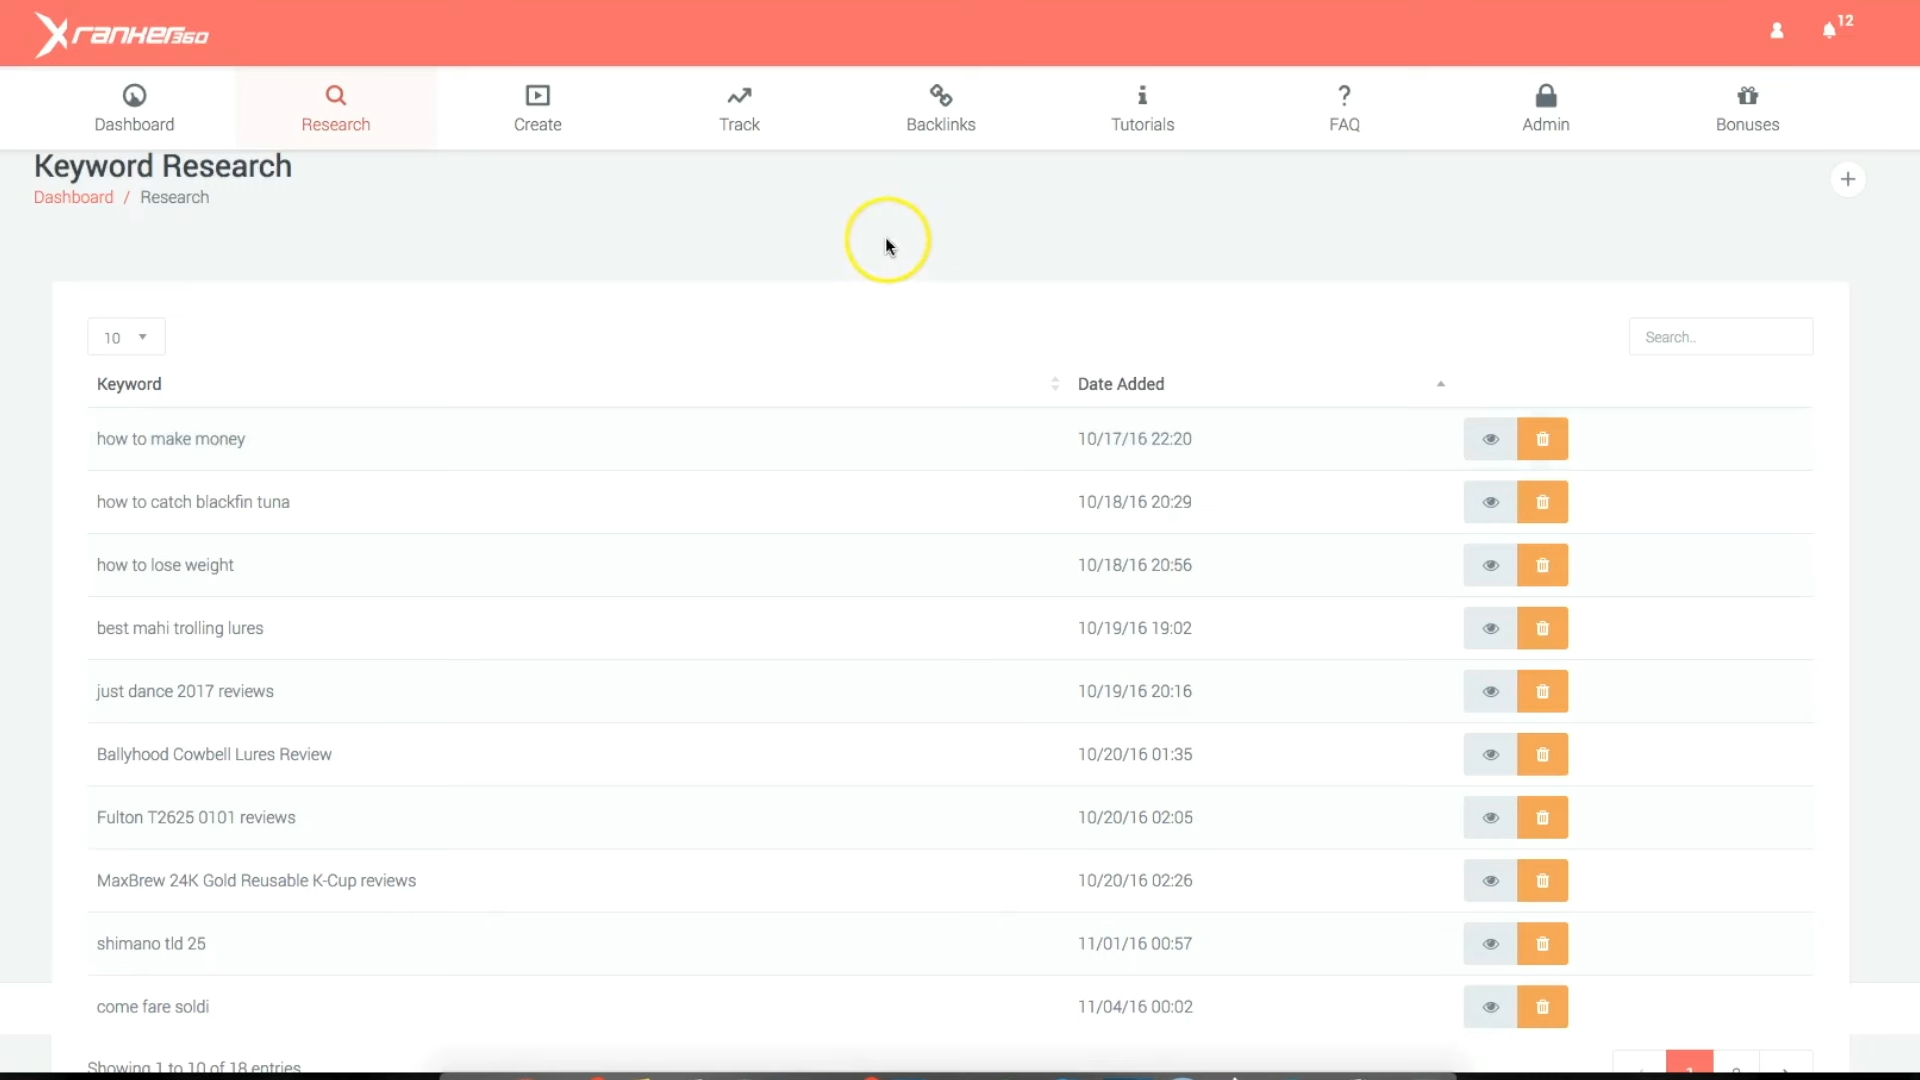 Xranker360
12
Dashboard Research Create Track Backlinks Tutorials FAQ Admin Bonuses
Keyword Research
Dashboard / Research
10
Search..
Keyword Date Added
how to make money 10/17/16 22:20
how to catch blackfin tuna 10/18/16 20:29
how to lose weight 10/18/16 20:56
best mahi trolling lures 10/19/16 19:02
just dance 2017 reviews 10/19/16 20:16
Ballyhood Cowbell Lures Review 10/20/16 01:35
Fulton T2625 0101 reviews 10/20/16 02:05
MaxBrew 24K Gold Reusable K-Cup reviews 10/20/16 02:26
shimano tld 25 11/01/16 00:57
come fare soldi 11/04/16 00:02
Showing 1 to 10 of 18 entries
1 2